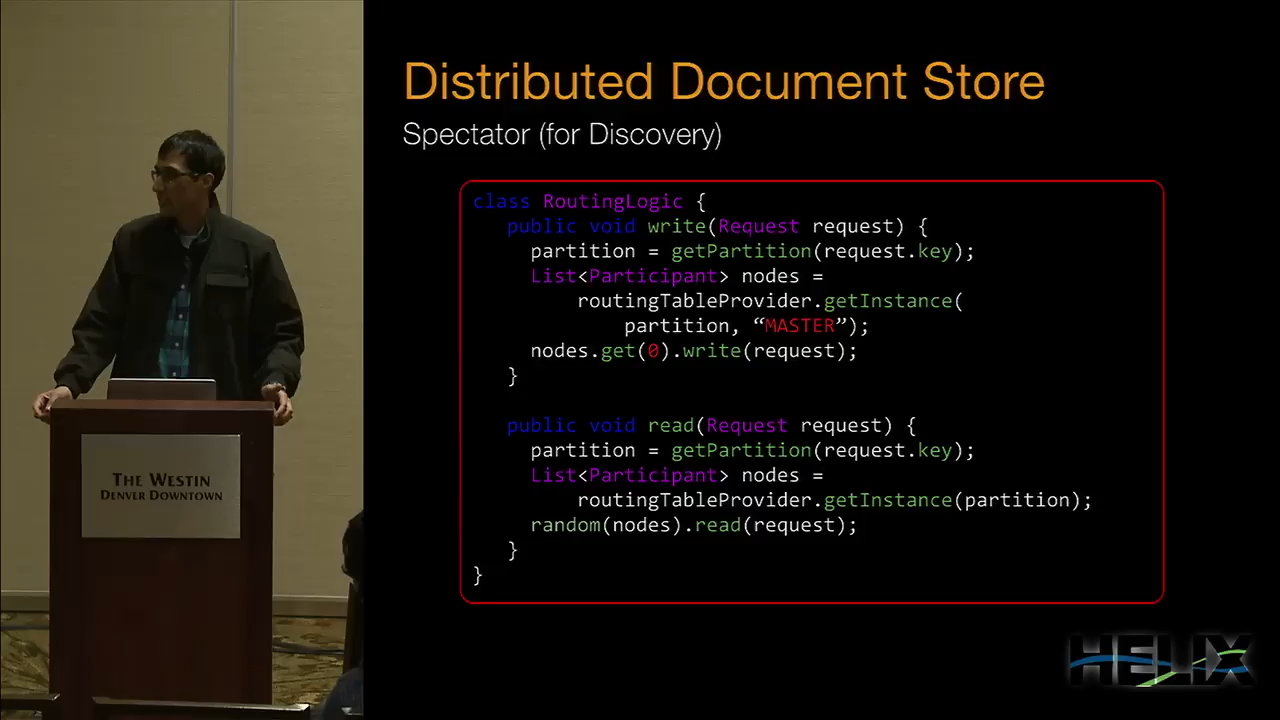 Distributed Document Store
Spectator (for Discovery)
class RoutingLogic {
public void write(Request request) {
partition = getPartition(request.key);
List<Participant> nodes =
routingTableProvider.getInstance(
partition, “MASTER”);
nodes.get(0).write(request);
}
public void read(Request request) {
partition = getPartition(request.key);
List<Participant> nodes =
routingTableProvider.getInstance(partition);
random(nodes).read(request);
}
}
THE WESTIN
DENVER DOWNTOWN
HELIX